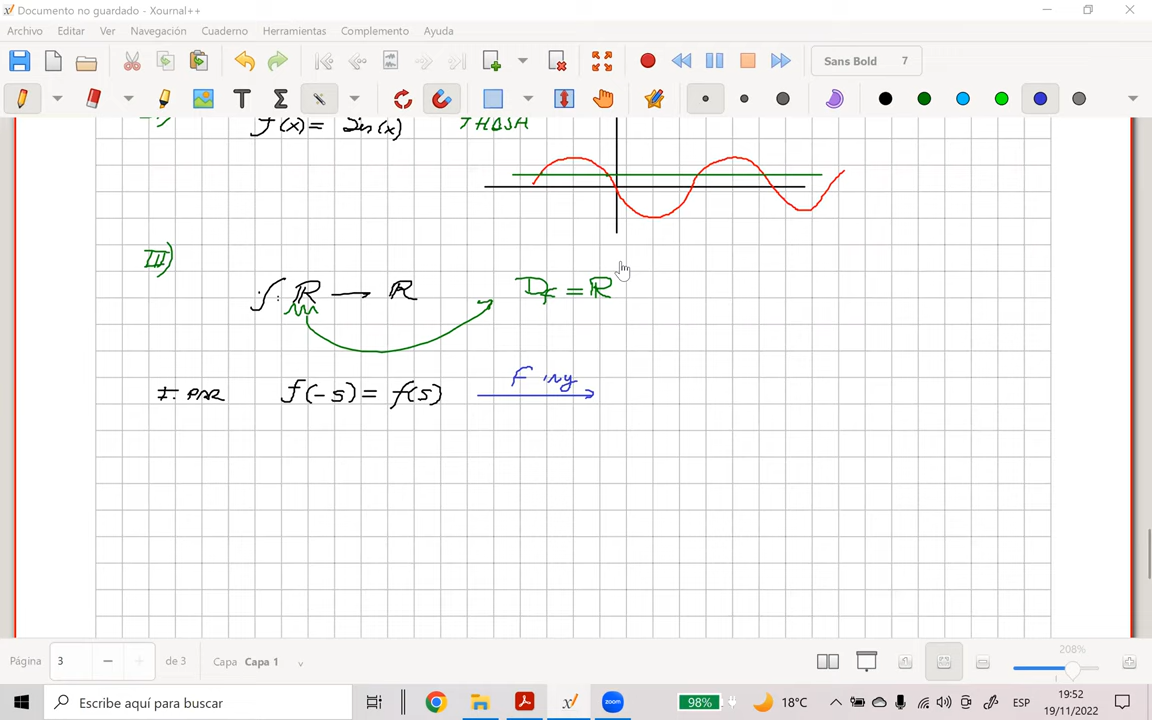 Documento no guardado - Xournal++
Archivo Editar Ver Navegación Cuaderno Herramientas Complemento Ayuda
Sans Bold 7
f(x) = Sin(x)
III)
f: ℝ → ℝ
D_f = ℝ
I. PAR f(-5) = f(5) F iny
Página 3 de 3 Capa Capa 1
208%
Escribe aquí para buscar
98% 18°C ESP 19:52
19/11/2022